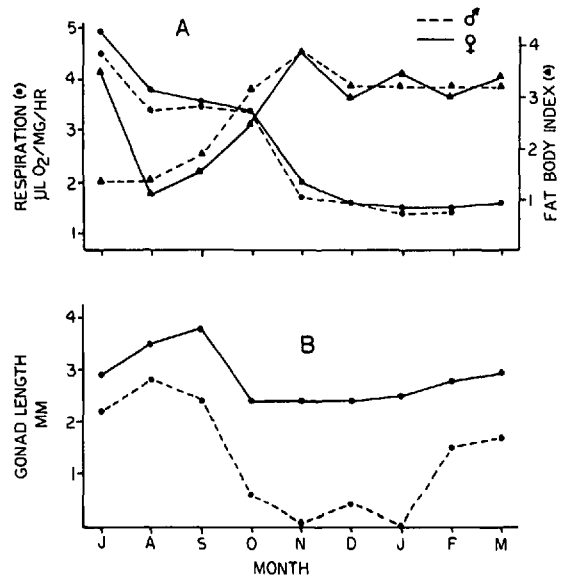 A
♂
♀
5
4
3
2
1
RESPIRATION (●)
µL O2/MG/HR
4
3
2
1
FAT BODY INDEX (▲)
B
4
3
2
1
GONAD LENGTH
MM
J A S O N D J F M
MONTH